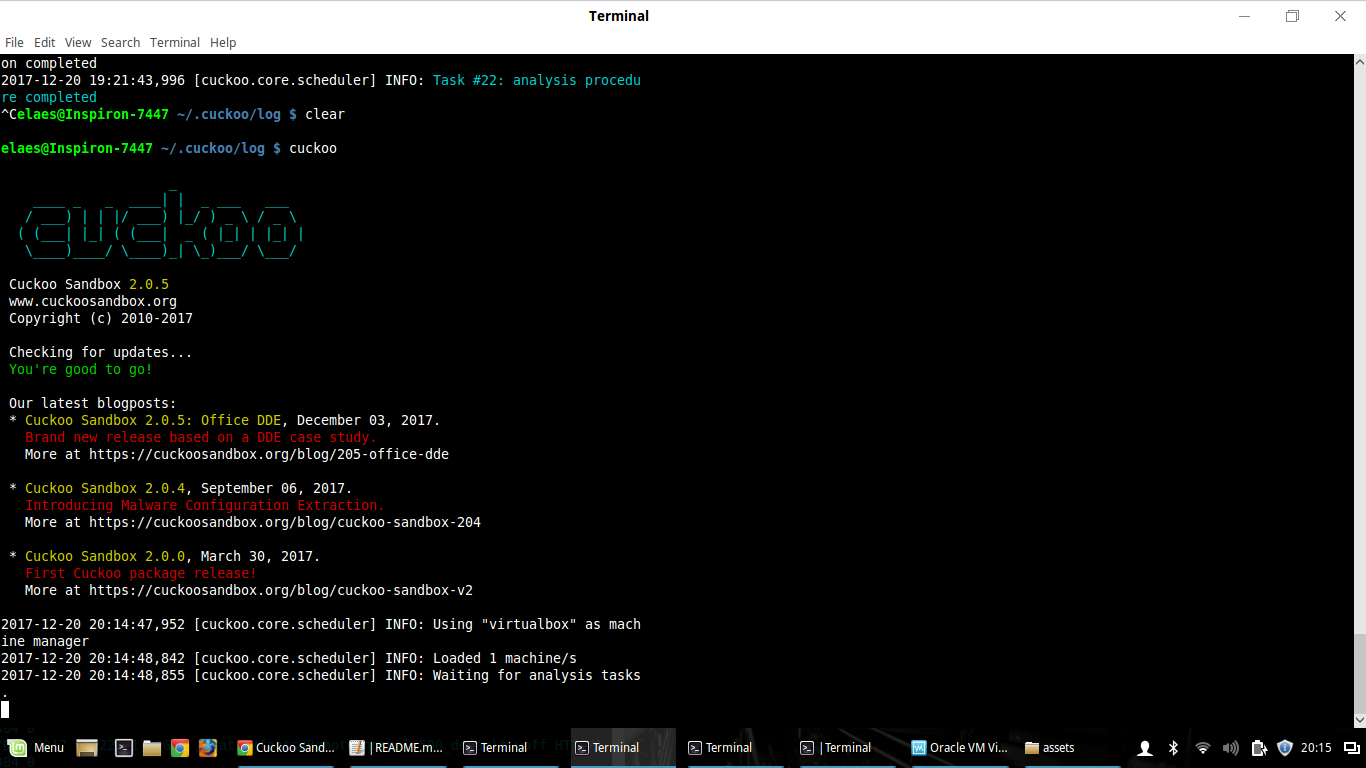 Terminal
File Edit View Search Terminal Help
on completed
2017-12-20 19:21:43,996 [cuckoo.core.scheduler] INFO: Task #22: analysis procedu
re completed
^Celaes@Inspiron-7447 ~/.cuckoo/log $ clear
elaes@Inspiron-7447 ~/.cuckoo/log $ cuckoo
cuckoo
Cuckoo Sandbox 2.0.5
www.cuckoosandbox.org
Copyright (c) 2010-2017
Checking for updates...
You're good to go!
Our latest blogposts:
* Cuckoo Sandbox 2.0.5: Office DDE, December 03, 2017.
Brand new release based on a DDE case study.
More at https://cuckoosandbox.org/blog/205-office-dde
* Cuckoo Sandbox 2.0.4, September 06, 2017.
Introducing Malware Configuration Extraction.
More at https://cuckoosandbox.org/blog/cuckoo-sandbox-204
* Cuckoo Sandbox 2.0.0, March 30, 2017.
First Cuckoo package release!
More at https://cuckoosandbox.org/blog/cuckoo-sandbox-v2
2017-12-20 20:14:47,952 [cuckoo.core.scheduler] INFO: Using "virtualbox" as mach
ine manager
2017-12-20 20:14:48,842 [cuckoo.core.scheduler] INFO: Loaded 1 machine/s
2017-12-20 20:14:48,855 [cuckoo.core.scheduler] INFO: Waiting for analysis tasks
.
Menu Cuckoo Sand... |README.m... Terminal Terminal Terminal |Terminal Oracle VM Vi... assets 20:15